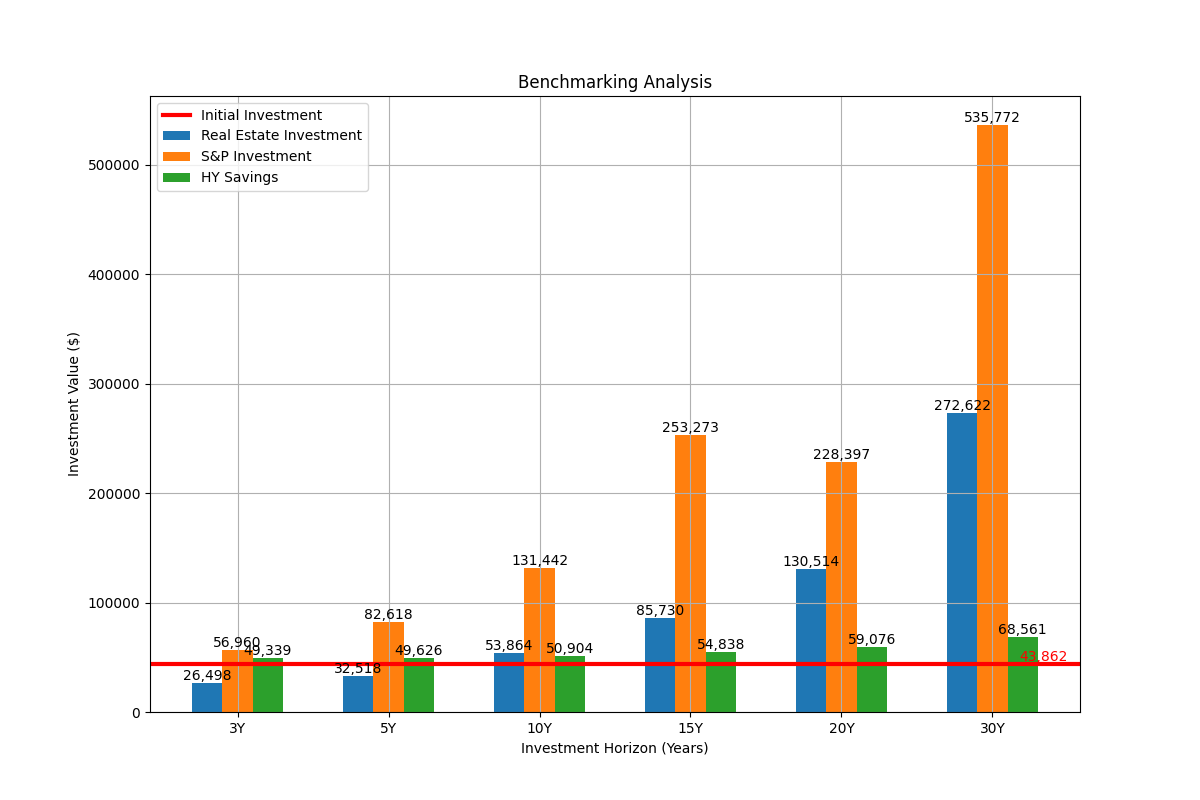 Benchmarking Analysis
Initial Investment
Real Estate Investment
S&P Investment
HY Savings
Investment Value ($)
500000
400000
300000
200000
100000
0
26,498
56,960
49,339
32,518
82,618
49,626
53,864
131,442
50,904
85,730
253,273
54,838
130,514
228,397
59,076
272,622
535,772
68,561
43,862
3Y
5Y
10Y
15Y
20Y
30Y
Investment Horizon (Years)